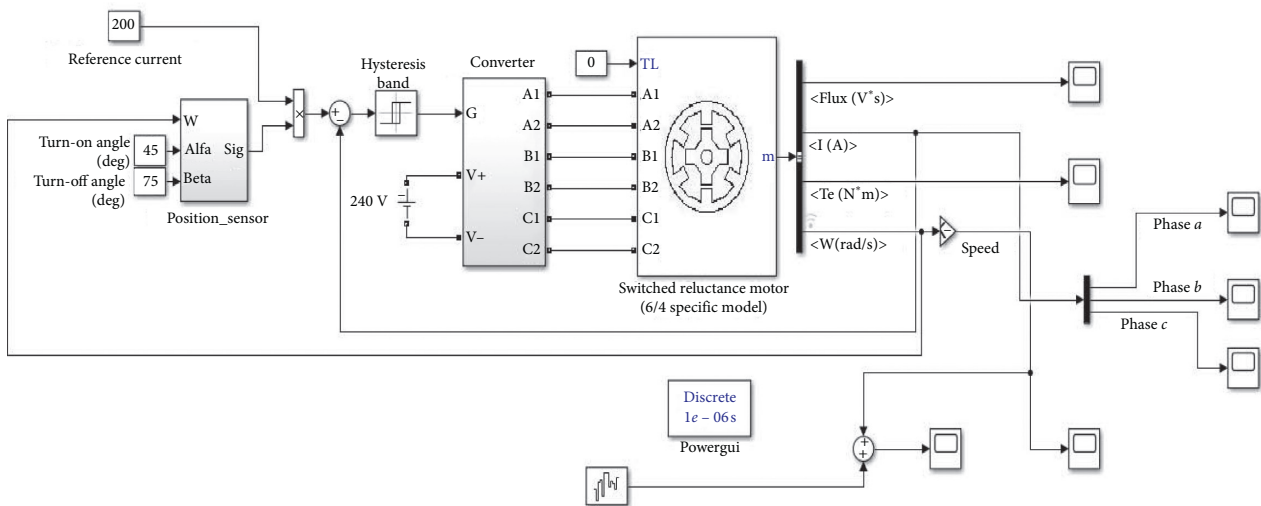 200
Reference current
W
Alfa
Beta
Sig
Turn-on angle
(deg)
45
Turn-off angle
(deg)
75
Position_sensor
×
+
−
Hysteresis
band
Converter
G
V+
V−
240 V
A1
A2
B1
B2
C1
C2
0
TL
A1
A2
B1
B2
C1
C2
m
Switched reluctance motor
(6/4 specific model)
<Flux (V*s)>
<I (A)>
<Te (N*m)>
<W(rad/s)>
-
Speed
Phase a
Phase b
Phase c
Discrete
1e – 06 s
Powergui
+
+